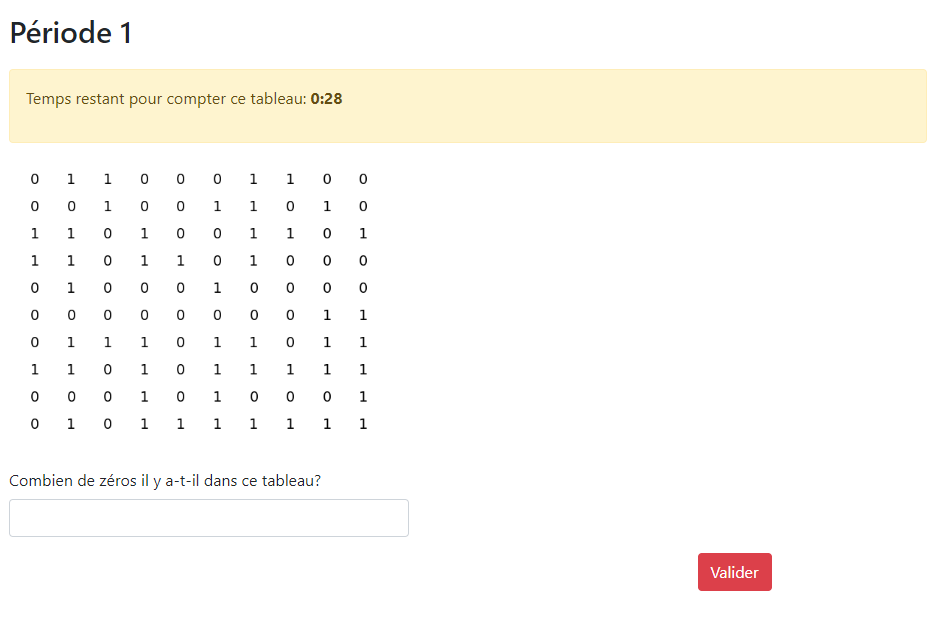 Période 1
Temps restant pour compter ce tableau: 0:28
0 1 1 0 0 0 1 1 0 0
0 0 1 0 0 1 1 0 1 0
1 1 0 1 0 0 1 1 0 1
1 1 0 1 1 0 1 0 0 0
0 1 0 0 0 1 0 0 0 0
0 0 0 0 0 0 0 0 1 1
0 1 1 1 0 1 1 0 1 1
1 1 0 1 0 1 1 1 1 1
0 0 0 1 0 1 0 0 0 1
0 1 0 1 1 1 1 1 1 1
Combien de zéros il y a-t-il dans ce tableau?
Valider